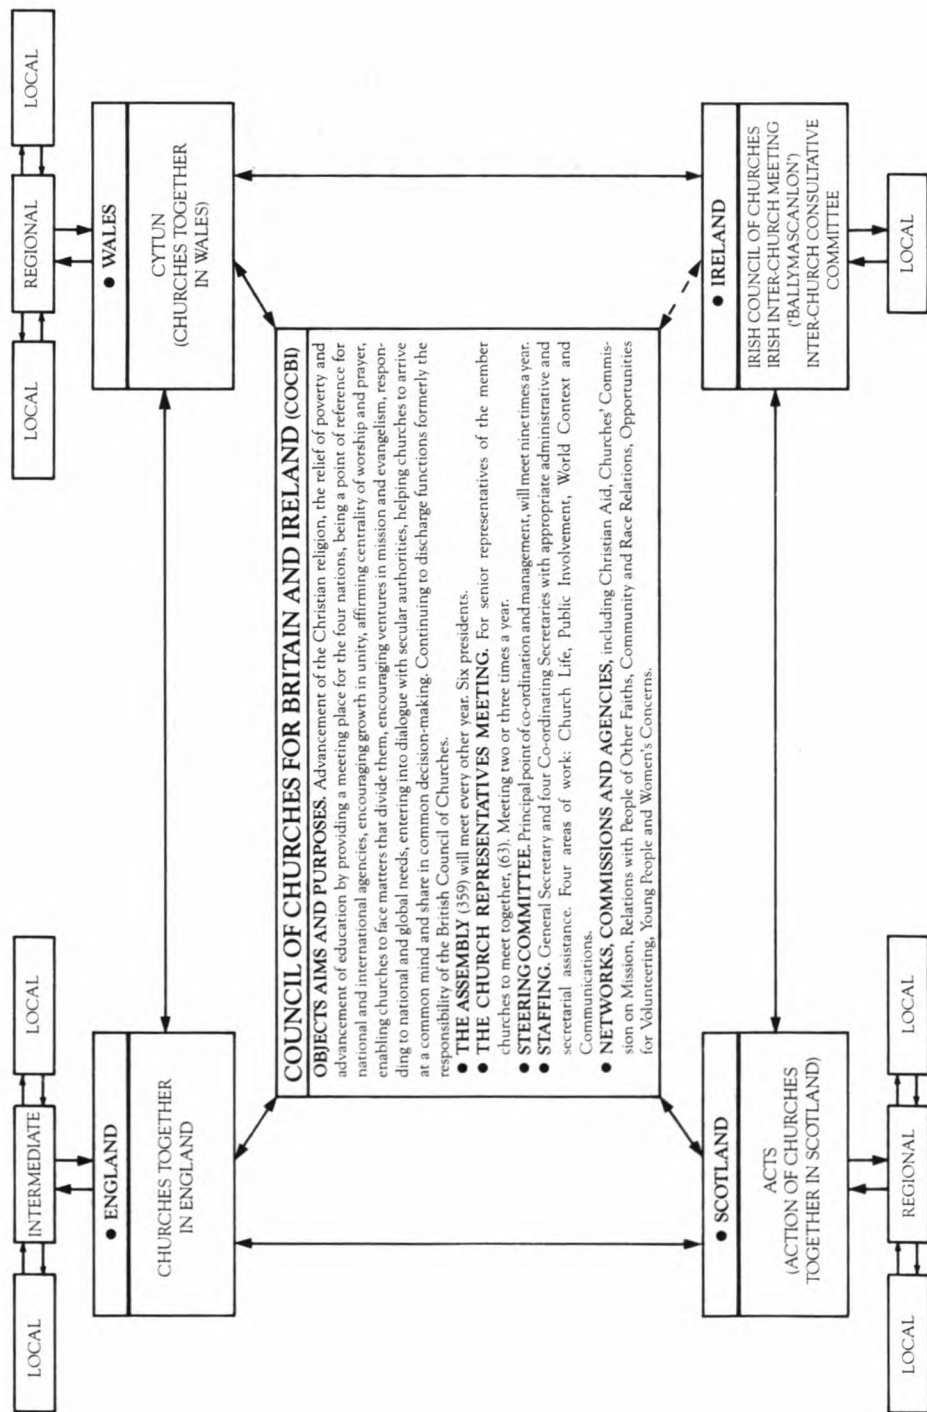 LOCAL
INTERMEDIATE
LOCAL
● ENGLAND
CHURCHES TOGETHER
IN ENGLAND
LOCAL
REGIONAL
LOCAL
● WALES
CYTUN
(CHURCHES TOGETHER
IN WALES)
COUNCIL OF CHURCHES FOR BRITAIN AND IRELAND (COCBI)
OBJECTS AIMS AND PURPOSES. Advancement of the Christian religion, the relief of poverty and
advancement of education by providing a meeting place for the four nations, being a point of reference for
national and international agencies, encouraging growth in unity, affirming centrality of worship and prayer,
enabling churches to face matters that divide them, encouraging ventures in mission and evangelism, respon-
ding to national and global needs, entering into dialogue with secular authorities, helping churches to arrive
at a common mind and share in common decision-making. Continuing to discharge functions formerly the
responsibility of the British Council of Churches.
● THE ASSEMBLY (359) will meet every other year. Six presidents.
● THE CHURCH REPRESENTATIVES MEETING. For senior representatives of the member
churches to meet together, (63). Meeting two or three times a year.
● STEERING COMMITTEE. Principal point of co-ordination and management, will meet nine times a year.
● STAFFING. General Secretary and four Co-ordinating Secretaries with appropriate administrative and
secretarial assistance. Four areas of work: Church Life, Public Involvement, World Context and
Communications.
● NETWORKS, COMMISSIONS AND AGENCIES, including Christian Aid, Churches' Commis-
sion on Mission, Relations with People of Other Faiths, Community and Race Relations, Opportunities
for Volunteering, Young People and Women's Concerns.
● SCOTLAND
ACTS
(ACTION OF CHURCHES
TOGETHER IN SCOTLAND)
LOCAL
REGIONAL
LOCAL
● IRELAND
IRISH COUNCIL OF CHURCHES
IRISH INTER-CHURCH MEETING
('BALLYMASCANLON')
INTER-CHURCH CONSULTATIVE
COMMITTEE
LOCAL